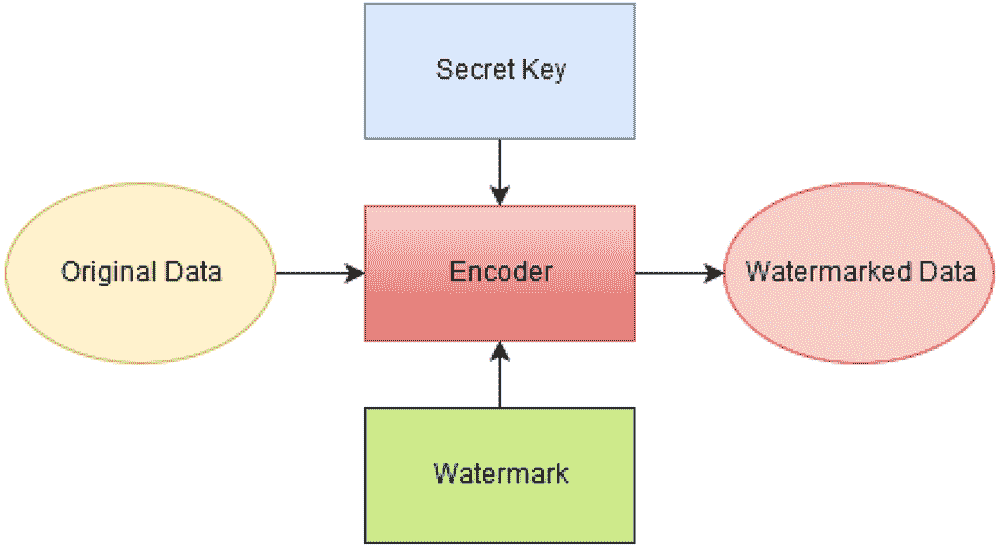 Secret Key
Original Data
Encoder
Watermarked Data
Watermark